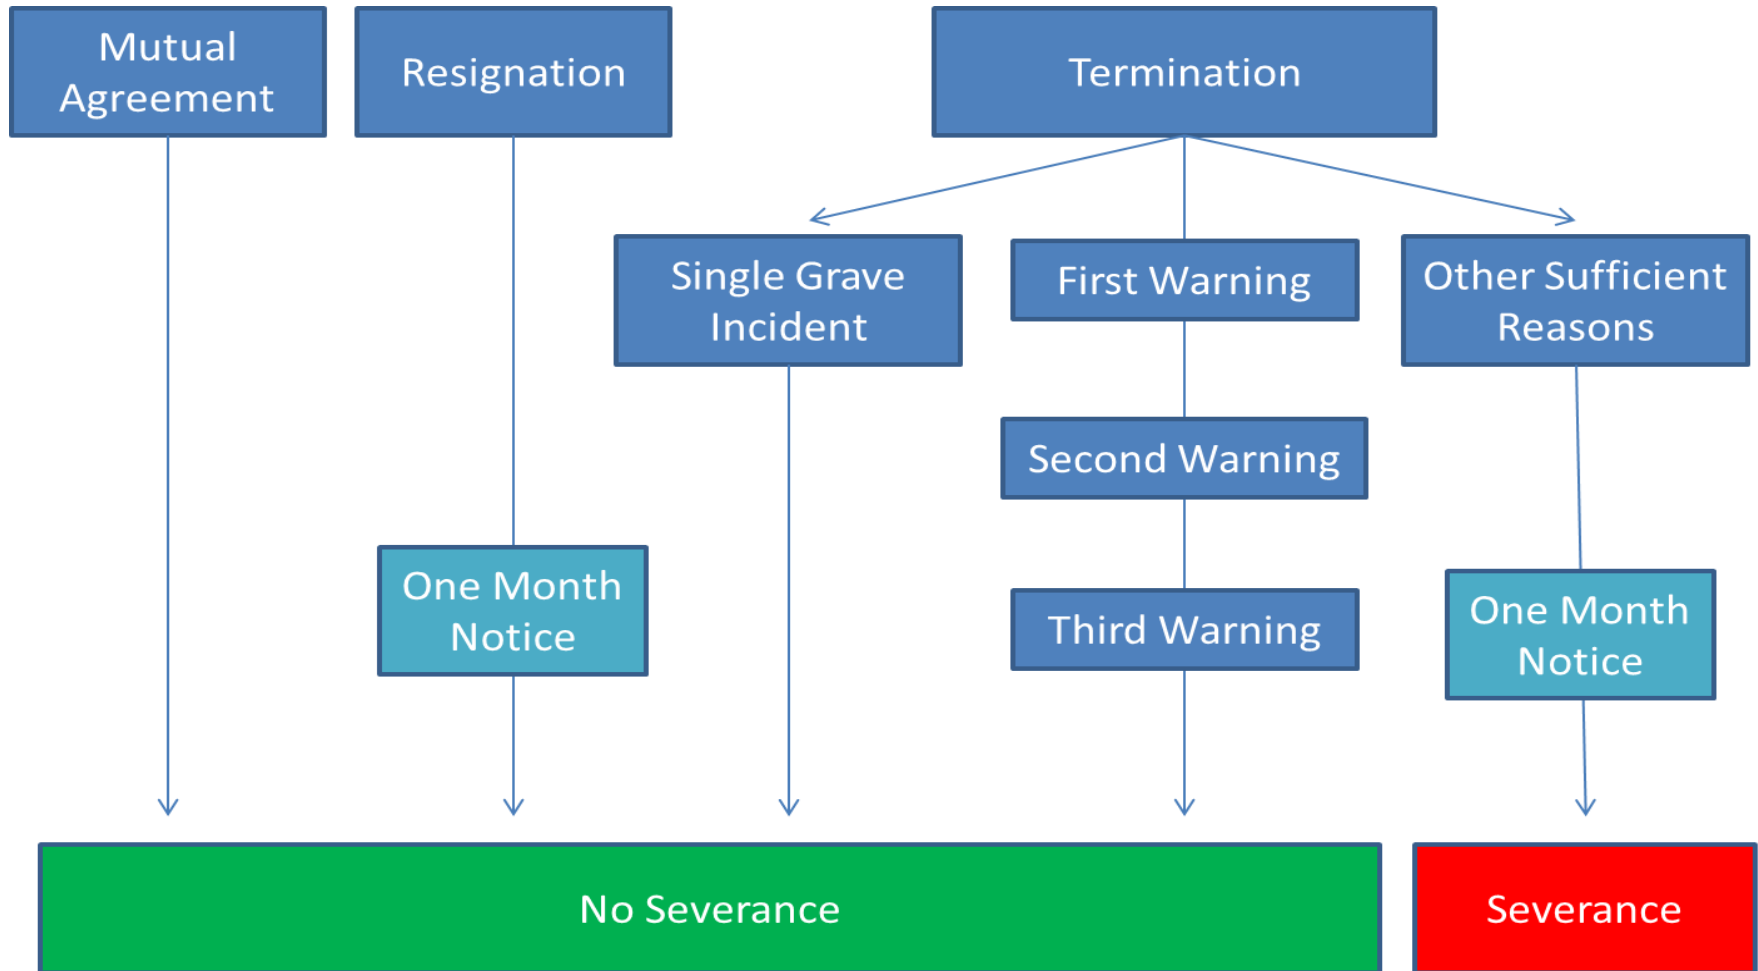 Mutual
Agreement
Resignation
Termination
Single Grave
Incident
First Warning
Other Sufficient
Reasons
Second Warning
One Month
Notice
Third Warning
One Month
Notice
No Severance
Severance